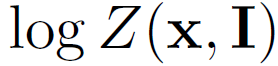 log Z(x, I)